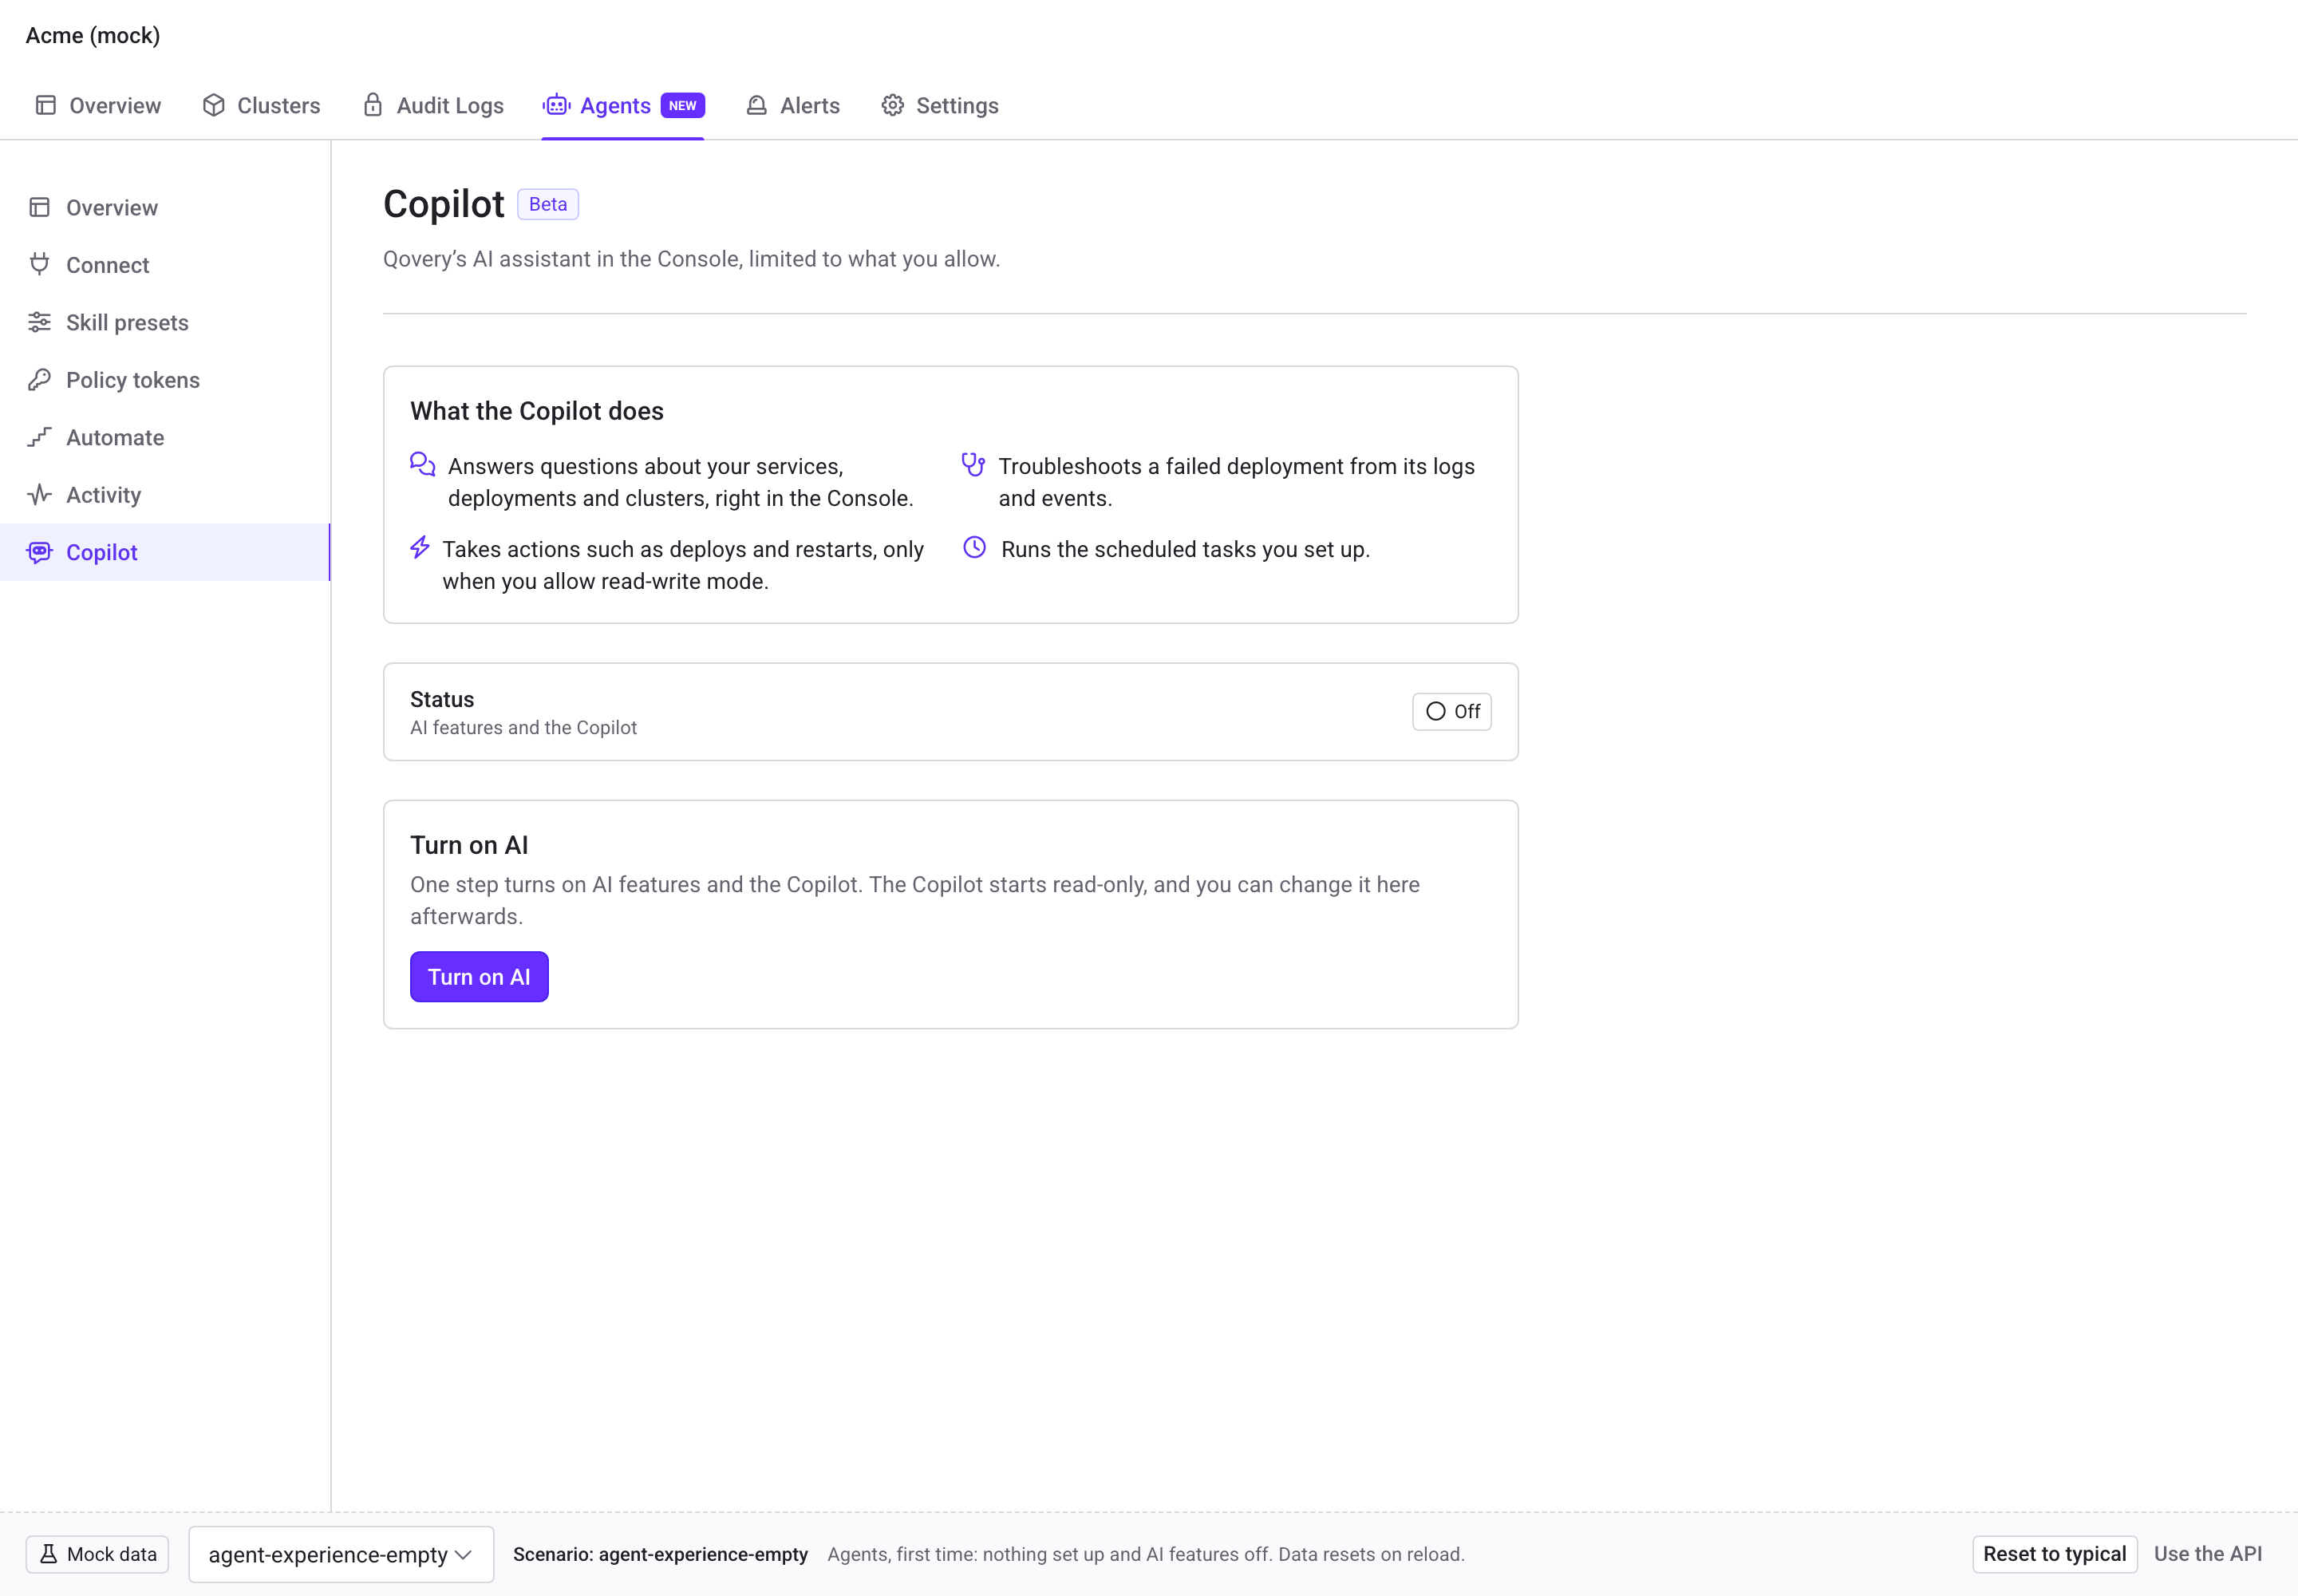 Acme (mock)
Overview
Clusters
Audit Logs
Agents NEW
Alerts
Settings
Overview
Connect
Skill presets
Policy tokens
Automate
Activity
Copilot
Copilot Beta
Qovery’s AI assistant in the Console, limited to what you allow.
What the Copilot does
Answers questions about your services,
deployments and clusters, right in the Console.
Troubleshoots a failed deployment from its logs
and events.
Takes actions such as deploys and restarts, only
when you allow read-write mode.
Runs the scheduled tasks you set up.
Status
AI features and the Copilot
Off
Turn on AI
One step turns on AI features and the Copilot. The Copilot starts read-only, and you can change it here
afterwards.
Turn on AI
Mock data
agent-experience-empty
Scenario: agent-experience-empty
Agents, first time: nothing set up and AI features off. Data resets on reload.
Reset to typical
Use the API